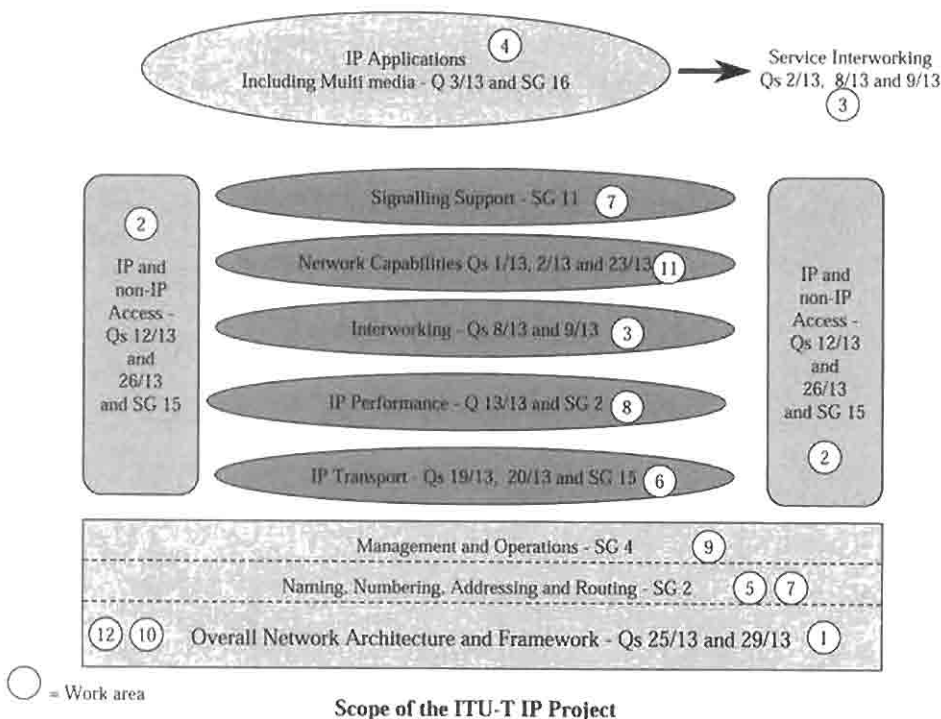 IP Applications
4
Including Multi media - Q 3/13 and SG 16
Service Interworking
Qs 2/13, 8/13 and 9/13
3
Signalling Support - SG 11
7
Nerwork Capabilities Qs 1/13, 2/13 and 23/13
11
Interworking - Qs 8/13 and 9/13
3
IP Performance - Q 13/13 and SG 2
8
IP Transport - Qs 19/13, 20/13 and SG 15
6
2
IP and
non-IP
Access -
Qs 12/13
and
26/13
and SG 15
IP and
non-IP
Access -
Qs 12/13
and
26/13
and SG 15
2
Management and Operations - SG 4
9
Naming, Numbering, Addressing and Routing - SG 2
5
7
12
10
Overall Network Architecture and Framework - Qs 25/13 and 29/13
1
= Work area
Scope of the ITU-T IP Project